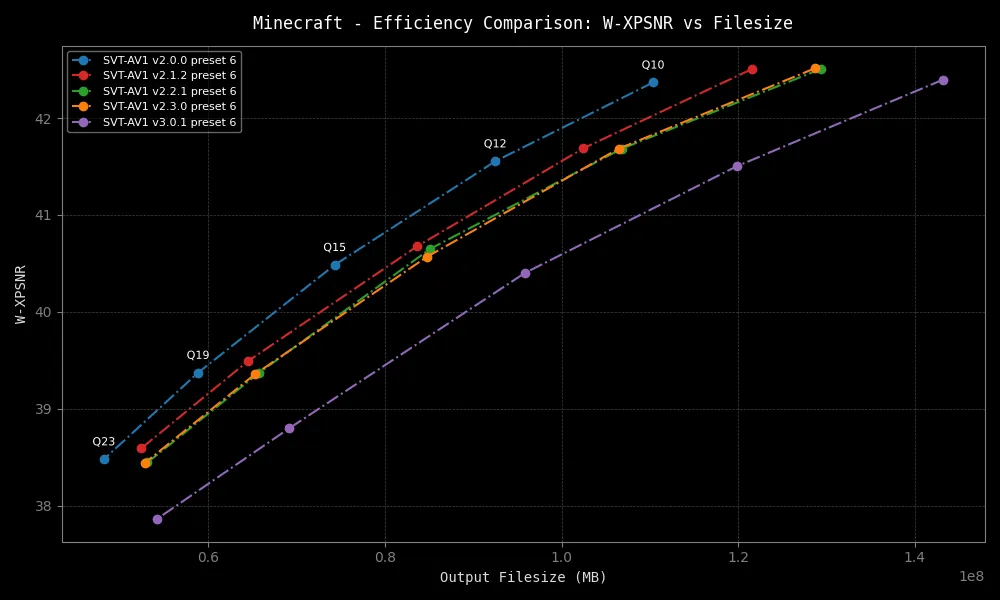 Minecraft - Efficiency Comparison: W-XPSNR vs Filesize
SVT-AV1 v2.0.0 preset 6
SVT-AV1 v2.1.2 preset 6
SVT-AV1 v2.2.1 preset 6
SVT-AV1 v2.3.0 preset 6
SVT-AV1 v3.0.1 preset 6
Q10
Q12
Q15
Q19
Q23
W-XPSNR
42
41
40
39
38
0.6
0.8
1.0
1.2
1.4
1e8
Output Filesize (MB)